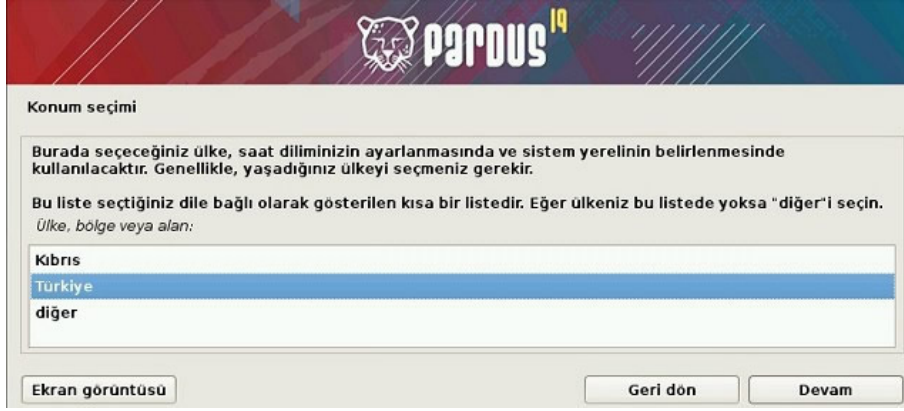 PARDUS 19
Konum seçimi
Burada seçeceğiniz ülke, saat diliminizin ayarlanmasında ve sistem yerelinin belirlenmesinde
kullanılacaktır. Genellikle, yaşadığınız ülkeyi seçmeniz gerekir.
Bu liste seçtiğiniz dile bağlı olarak gösterilen kısa bir listedir. Eğer ülkeniz bu listede yoksa "diğer"i seçin.
Ülke, bölge veya alan:
Kıbrıs
Türkiye
diğer
Ekran görüntüsü
Geri dön
Devam